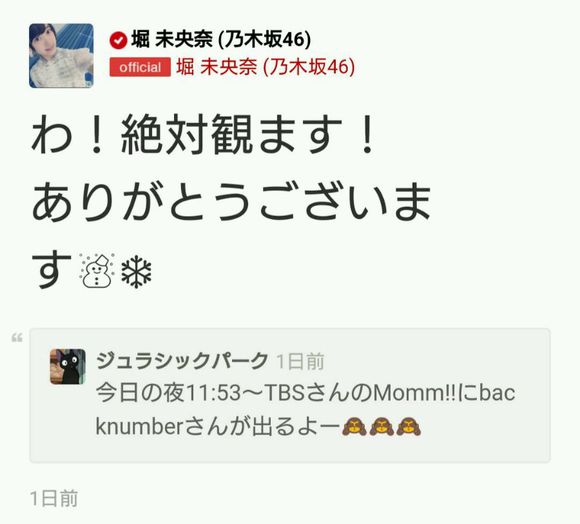 堀 未央奈 (乃木坂46)
official 堀 未央奈 (乃木坂46)
わ！絶対観ます！
ありがとうございま
す☃❄
ジュラシックパーク 1日前
今日の夜11:53〜TBSさんのMomm!!にbac
knumberさんが出るよー🙈🙈🙈
1日前